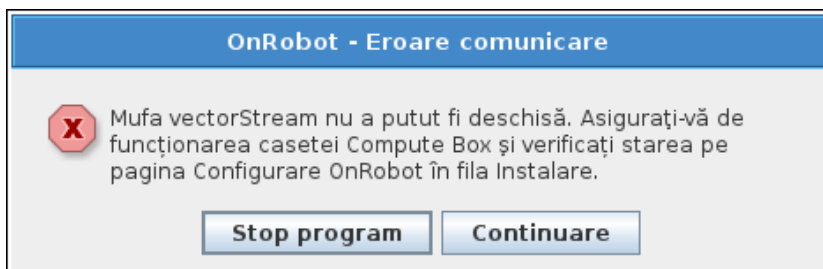 OnRobot - Eroare comunicare
Mufa vectorStream nu a putut fi deschisă. Asigurați-vă de
funcționarea casetei Compute Box și verificați starea pe
pagina Configurare OnRobot în fila Instalare.
Stop program
Continuare